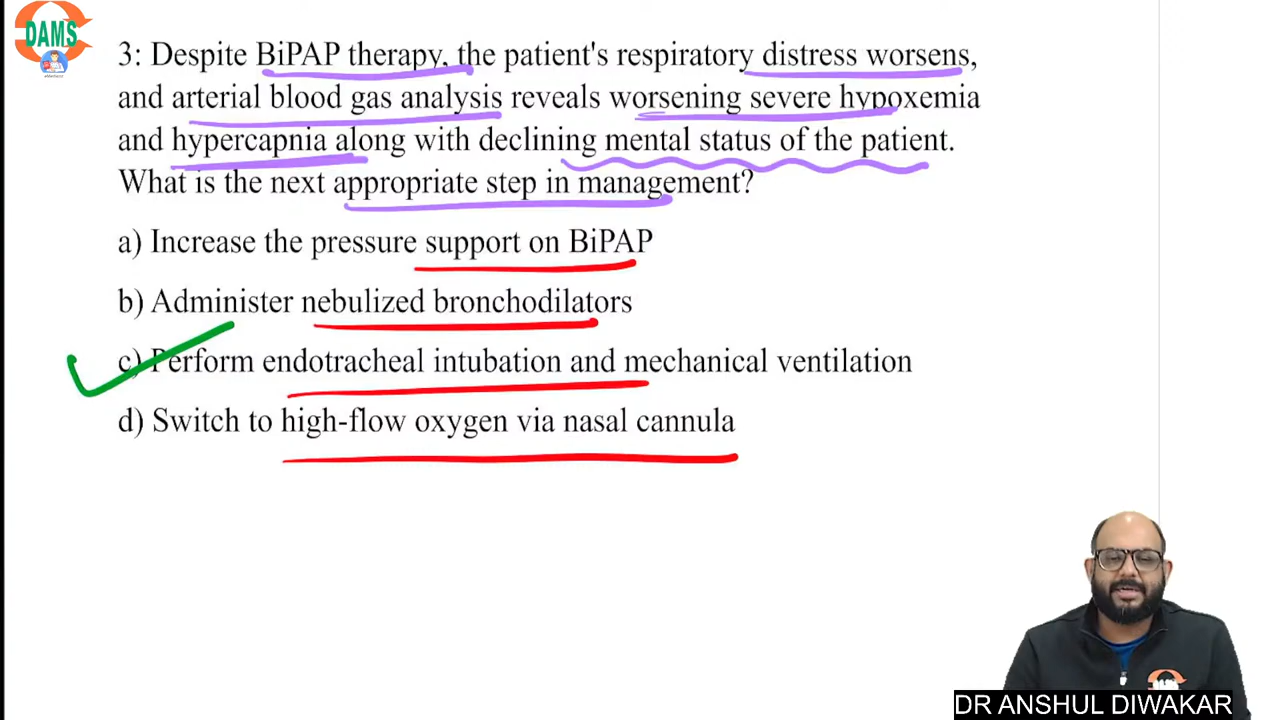 DAMS
3: Despite BiPAP therapy, the patient's respiratory distress worsens,
and arterial blood gas analysis reveals worsening severe hypoxemia
and hypercapnia along with declining mental status of the patient.
What is the next appropriate step in management?
a) Increase the pressure support on BiPAP
b) Administer nebulized bronchodilators
c) Perform endotracheal intubation and mechanical ventilation
d) Switch to high-flow oxygen via nasal cannula
DR ANSHUL DIWAKAR